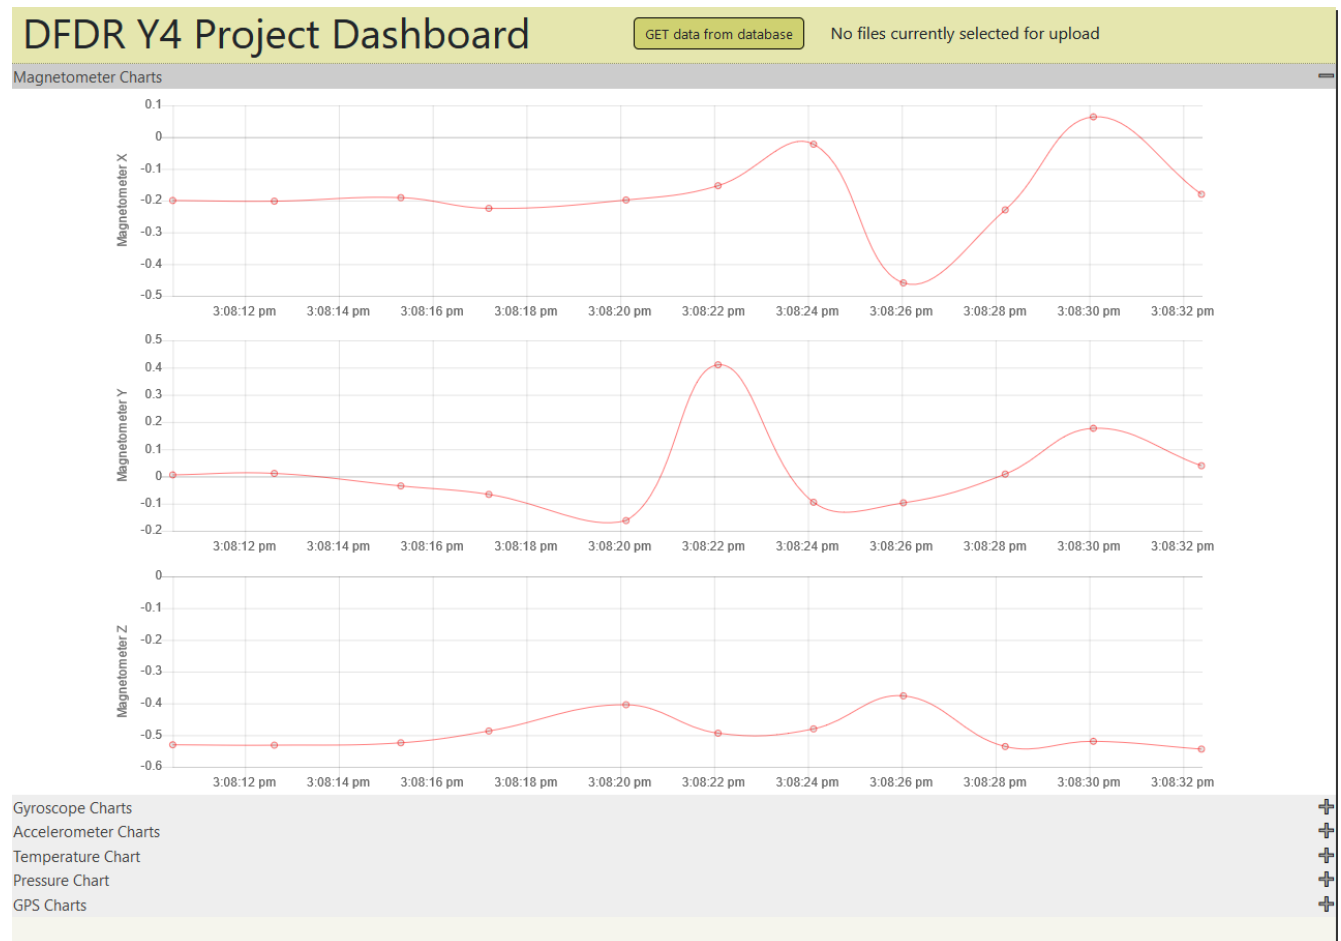 DFDR Y4 Project Dashboard
GET data from database
No files currently selected for upload
Magnetometer Charts
Magnetometer X
0.1
0
-0.1
-0.2
-0.3
-0.4
-0.5
3:08:12 pm 3:08:14 pm 3:08:16 pm 3:08:18 pm 3:08:20 pm 3:08:22 pm 3:08:24 pm 3:08:26 pm 3:08:28 pm 3:08:30 pm 3:08:32 pm
Magnetometer Y
0.5
0.4
0.3
0.2
0.1
0
-0.1
-0.2
3:08:12 pm 3:08:14 pm 3:08:16 pm 3:08:18 pm 3:08:20 pm 3:08:22 pm 3:08:24 pm 3:08:26 pm 3:08:28 pm 3:08:30 pm 3:08:32 pm
Magnetometer Z
0
-0.1
-0.2
-0.3
-0.4
-0.5
-0.6
3:08:12 pm 3:08:14 pm 3:08:16 pm 3:08:18 pm 3:08:20 pm 3:08:22 pm 3:08:24 pm 3:08:26 pm 3:08:28 pm 3:08:30 pm 3:08:32 pm
Gyroscope Charts
Accelerometer Charts
Temperature Chart
Pressure Chart
GPS Charts